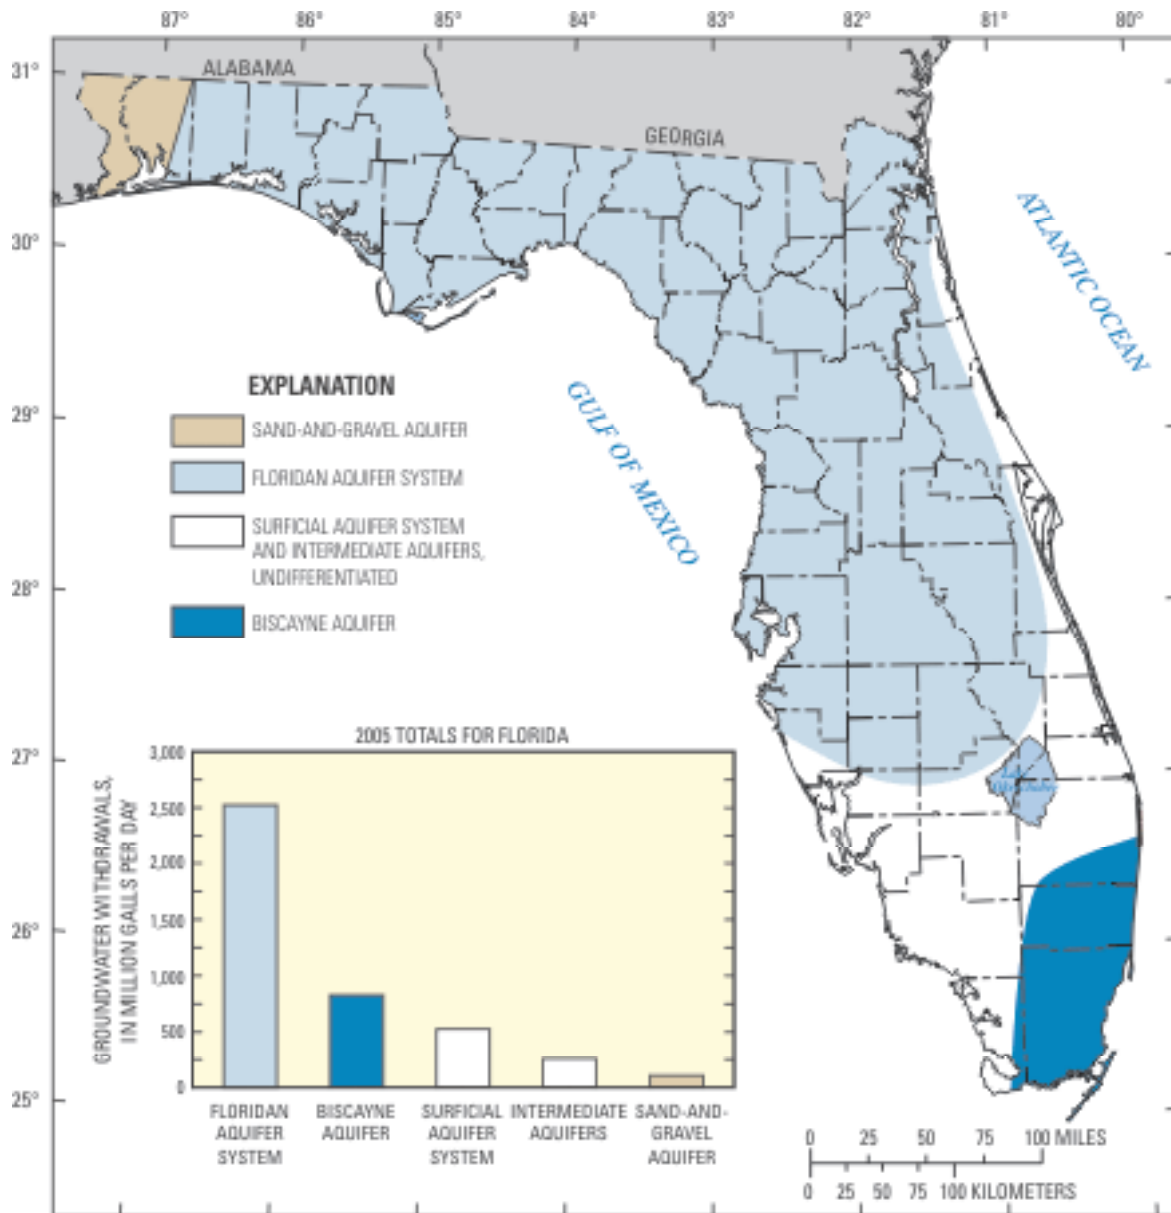 87° 86° 85° 84° 83° 82° 81° 80°
31°
30°
29°
28°
27°
26°
25°
ALABAMA
GEORGIA
ATLANTIC OCEAN
GULF OF MEXICO
EXPLANATION
SAND-AND-GRAVEL AQUIFER
FLORIDAN AQUIFER SYSTEM
SURFICIAL AQUIFER SYSTEM
AND INTERMEDIATE AQUIFERS,
UNDIFFERENTIATED
BISCAYNE AQUIFER
2005 TOTALS FOR FLORIDA
GROUNDWATER WITHDRAWALS,
IN MILLION GALLS PER DAY
3,000
2,500
2,000
1,500
1,000
500
0
FLORIDAN
AQUIFER
SYSTEM
BISCAYNE
AQUIFER
SURFICIAL
AQUIFER
SYSTEM
INTERMEDIATE
AQUIFERS
SAND-AND-
GRAVEL
AQUIFER
0 25 50 75 100 MILES
0 25 50 75 100 KILOMETERS